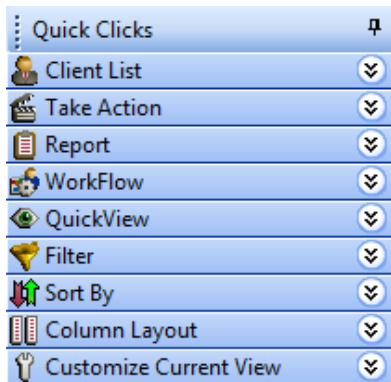 Quick Clicks
Client List
Take Action
Report
WorkFlow
QuickView
Filter
Sort By
Column Layout
Customize Current View